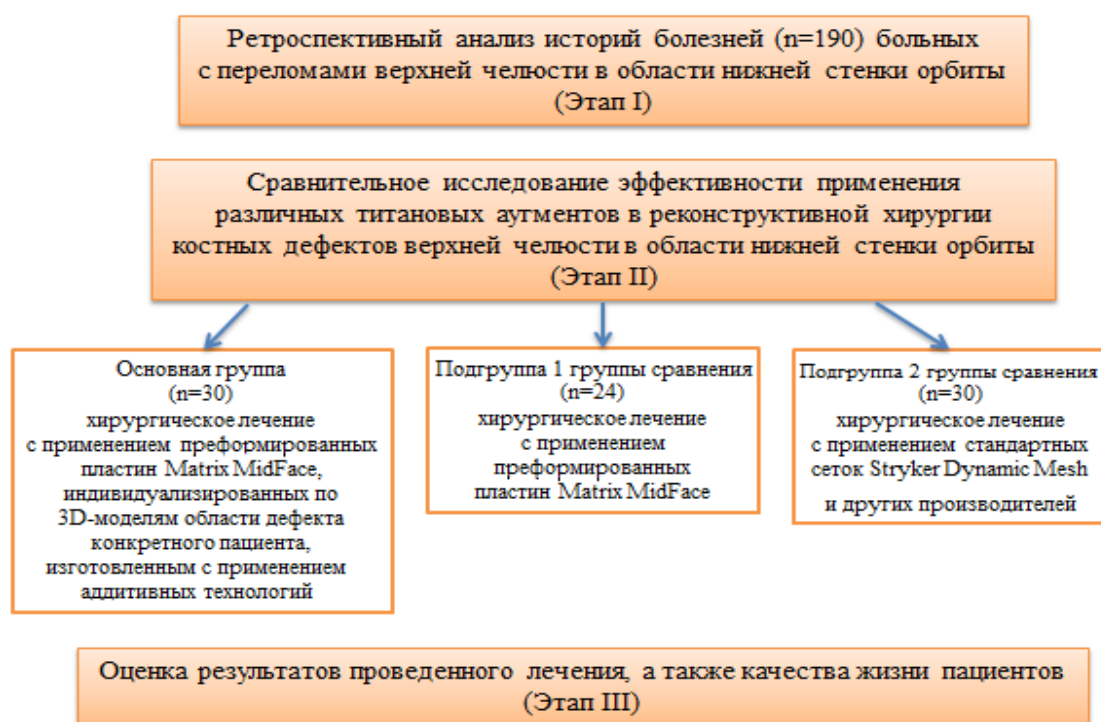 Ретроспективный анализ историй болезней (n=190) больных
с переломами верхней челюсти в области нижней стенки орбиты
(Этап I)
Сравнительное исследование эффективности применения
различных титановых аугментов в реконструктивной хирургии
костных дефектов верхней челюсти в области нижней стенки орбиты
(Этап II)
Основная группа
(n=30)
хирургическое лечение
с применением преформированных
пластин Matrix MidFace,
индивидуализированных по
3D-моделям области дефекта
конкретного пациента,
изготовленным с применением
аддитивных технологий
Подгруппа 1 группы сравнения
(n=24)
хирургическое лечение
с применением
преформированных
пластин Matrix MidFace
Подгруппа 2 группы сравнения
(n=30)
хирургическое лечение
с применением стандартных
сеток Stryker Dynamic Mesh
и других производителей
Оценка результатов проведенного лечения, а также качества жизни пациентов
(Этап III)